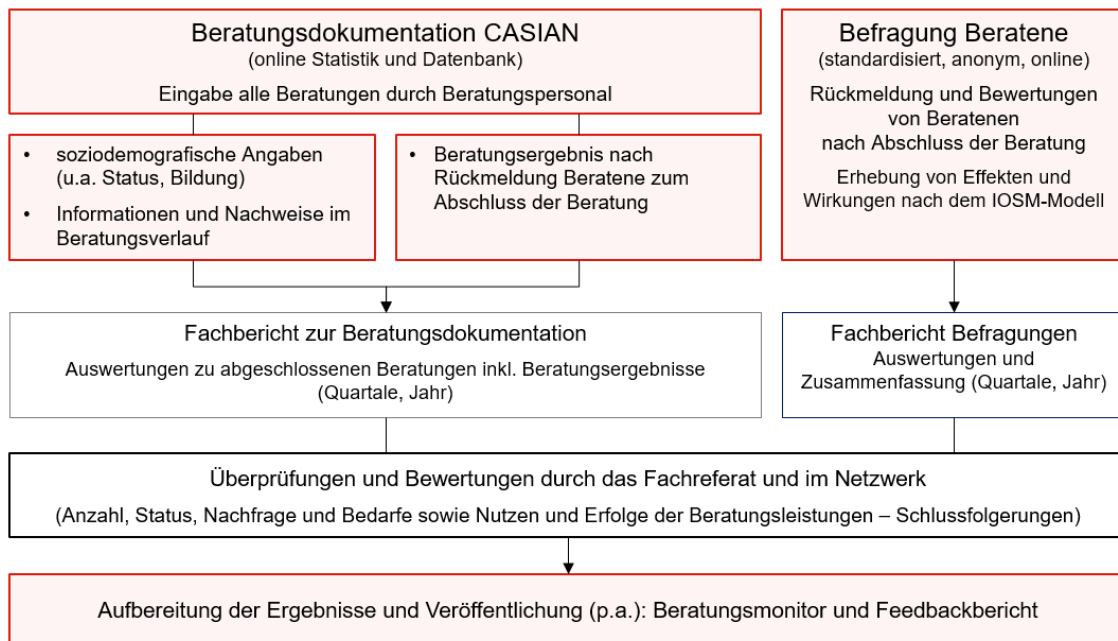 Beratungsdokumentation CASIAN
(online Statistik und Datenbank)
Eingabe alle Beratungen durch Beratungspersonal
• soziodemografische Angaben
(u.a. Status, Bildung)
• Informationen und Nachweise im
Beratungsverlauf
• Beratungsergebnis nach
Rückmeldung Beratene zum
Abschluss der Beratung
Befragung Beratene
(standardisiert, anonym, online)
Rückmeldung und Bewertungen
von Beratenen
nach Abschluss der Beratung
Erhebung von Effekten und
Wirkungen nach dem IOSM-Modell
Fachbericht zur Beratungsdokumentation
Auswertungen zu abgeschlossenen Beratungen inkl. Beratungsergebnisse
(Quartale, Jahr)
Fachbericht Befragungen
Auswertungen und
Zusammenfassung (Quartale, Jahr)
Überprüfungen und Bewertungen durch das Fachreferat und im Netzwerk
(Anzahl, Status, Nachfrage und Bedarfe sowie Nutzen und Erfolge der Beratungsleistungen – Schlussfolgerungen)
Aufbereitung der Ergebnisse und Veröffentlichung (p.a.): Beratungsmonitor und Feedbackbericht